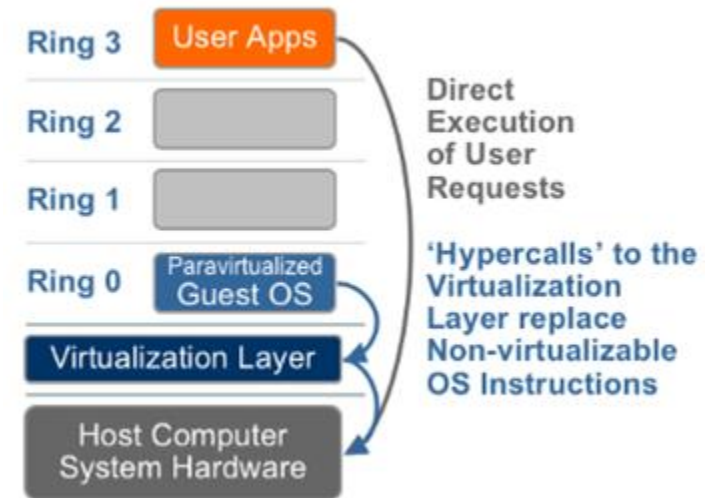 Ring 3
User Apps
Ring 2
Ring 1
Ring 0
Paravirtualized
Guest OS
Virtualization Layer
Host Computer
System Hardware
Direct
Execution
of User
Requests
‘Hypercalls’ to the
Virtualization
Layer replace
Non-virtualizable
OS Instructions